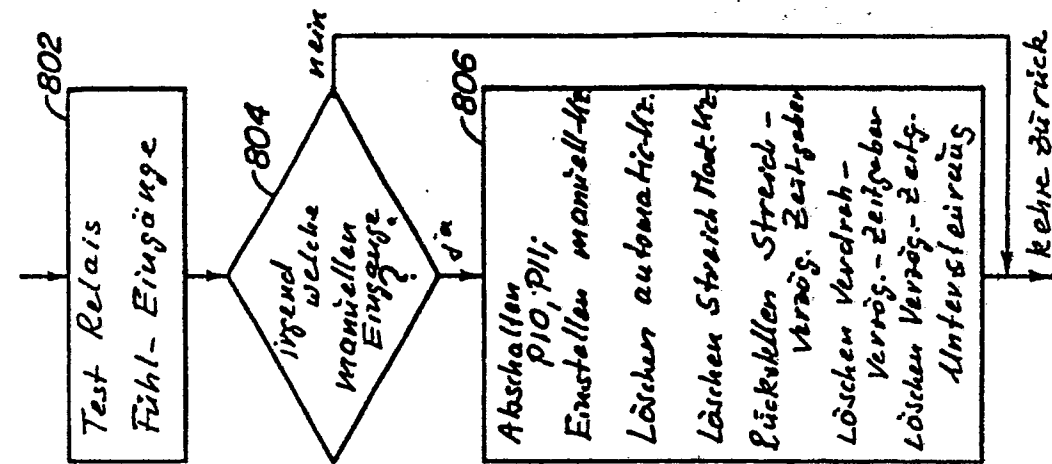 802
Test Relais
Fühl-Eingänge
804
irgend
welche
manuellen
Eingänge
?
nein
ja
806
Abschalten
P10, P11;
Einstellen manuell-Kz.
Löschen automatic-Kz.
Löschen Streich Mod.-Kz.
Rückstellen Streich-
Verzög. Zeitgeber
Löschen Verdreh-
Verzög.-Zeitgeber
Löschen Verzög.-Zeitg.
kehre zurück